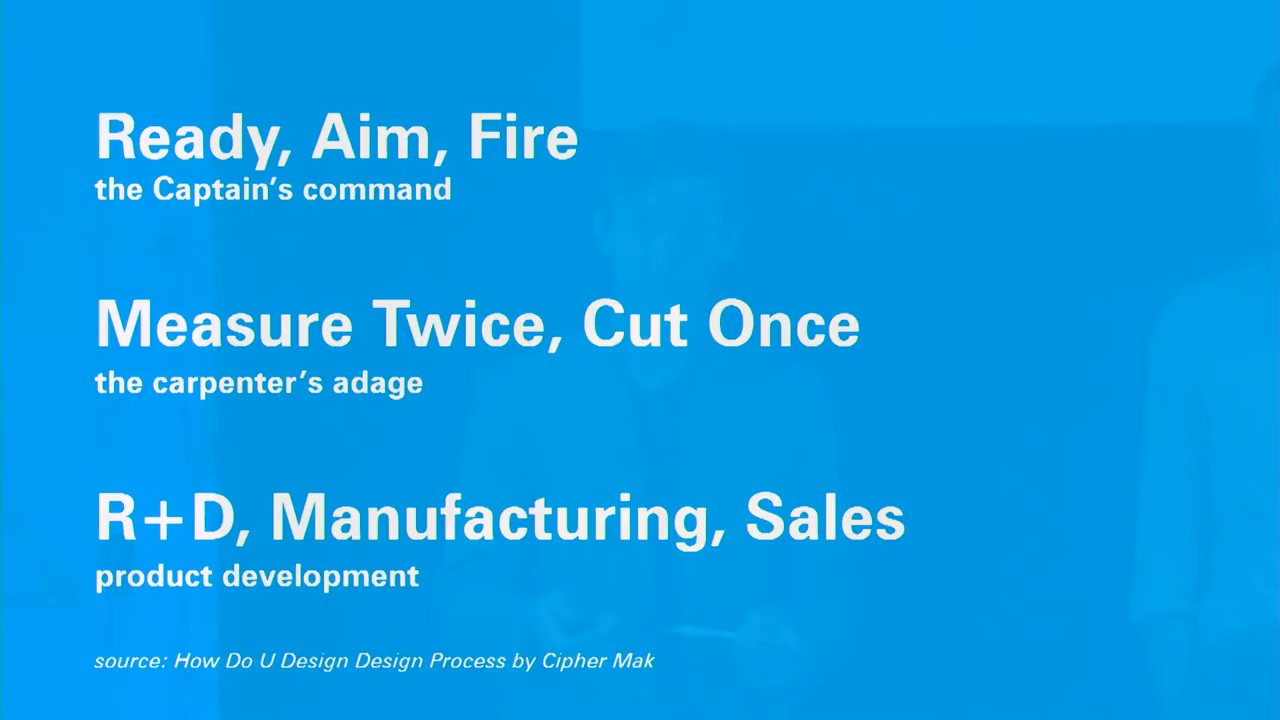 Ready, Aim, Fire
the Captain’s command
Measure Twice, Cut Once
the carpenter’s adage
R+D, Manufacturing, Sales
product development
source: How Do U Design Design Process by Cipher Mak